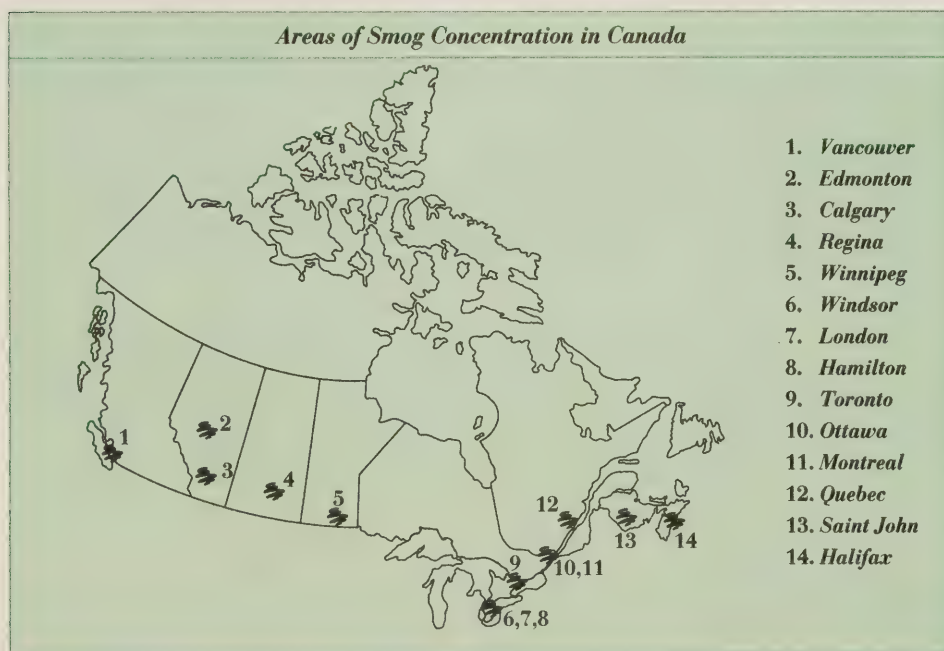 Areas of Smog Concentration in Canada
1. Vancouver
2. Edmonton
3. Calgary
4. Regina
5. Winnipeg
6. Windsor
7. London
8. Hamilton
9. Toronto
10. Ottawa
11. Montreal
12. Quebec
13. Saint John
14. Halifax
1
2
3
4
5
12
13
14
9
10,11
6,7,8